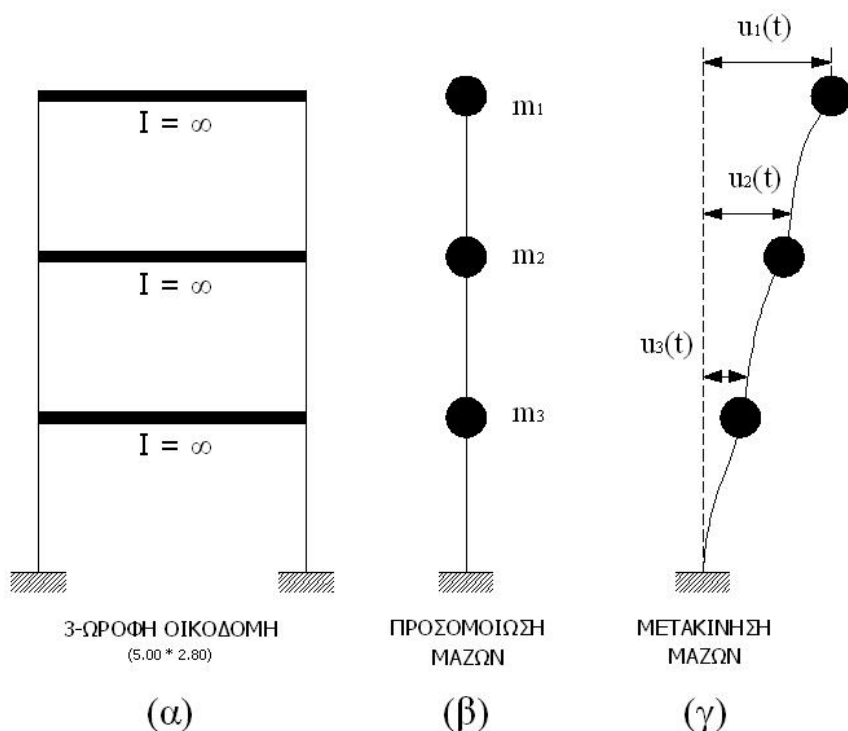 u1(t)
I = ∞
m1
u2(t)
I = ∞
m2
u3(t)
I = ∞
m3
3-ΩΡΟΦΗ ΟΙΚΟΔΟΜΗ
(5.00 * 2.80)
ΠΡΟΣΟΜΟΙΩΣΗ
ΜΑΖΩΝ
ΜΕΤΑΚΙΝΗΣΗ
ΜΑΖΩΝ
(α)
(β)
(γ)